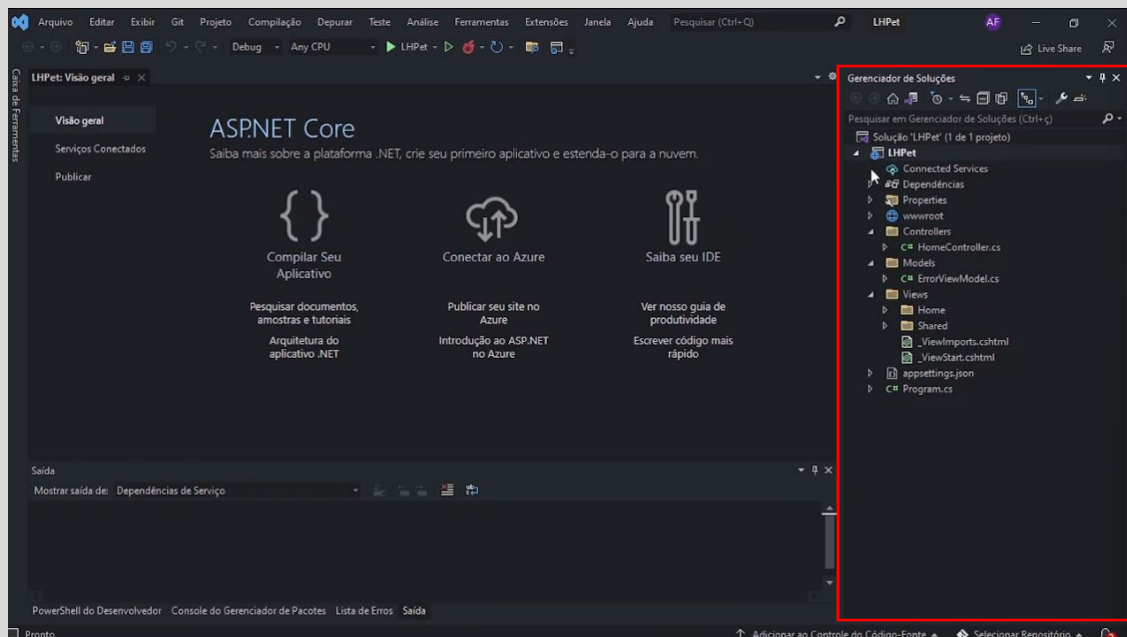 Arquivo Editar Exibir Git Projeto Compilação Depurar Teste Análise Ferramentas Extensões Janela Ajuda Pesquisar (Ctrl+Q) LHPet AF
Debug Any CPU LHPet Live Share
Caixa de Ferramentas
LHPet: Visão geral
Visão geral
Serviços Conectados
Publicar
ASP.NET Core
Saiba mais sobre a plataforma .NET, crie seu primeiro aplicativo e estenda-o para a nuvem.
Compilar Seu
Aplicativo
Pesquisar documentos,
amostras e tutoriais
Arquitetura do
aplicativo .NET
Conectar ao Azure
Publicar seu site no
Azure
Introdução ao ASP.NET
no Azure
Saiba seu IDE
Ver nosso guia de
produtividade
Escrever código mais
rápido
Gerenciador de Soluções
Pesquisar em Gerenciador de Soluções (Ctrl+ç)
Solução 'LHPet' (1 de 1 projeto)
LHPet
Connected Services
Dependências
Properties
wwwroot
Controllers
C# HomeController.cs
Models
C# ErrorViewModel.cs
Views
Home
Shared
_ViewImports.cshtml
_ViewStart.cshtml
appsettings.json
C# Program.cs
Saída
Mostrar saída de: Dependências de Serviço
PowerShell do Desenvolvedor Console do Gerenciador de Pacotes Lista de Erros Saída
Pronto Adicionar ao Controle do Código-Fonte Selecionar Repositório